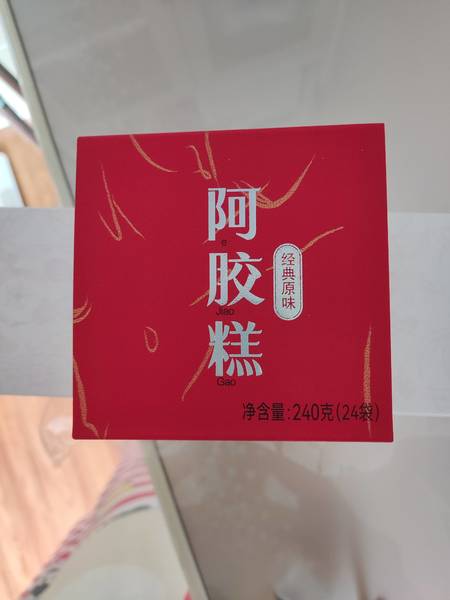 阿
e
胶
Jiao
糕
Gao
经典原味
净含量:240克(24袋)